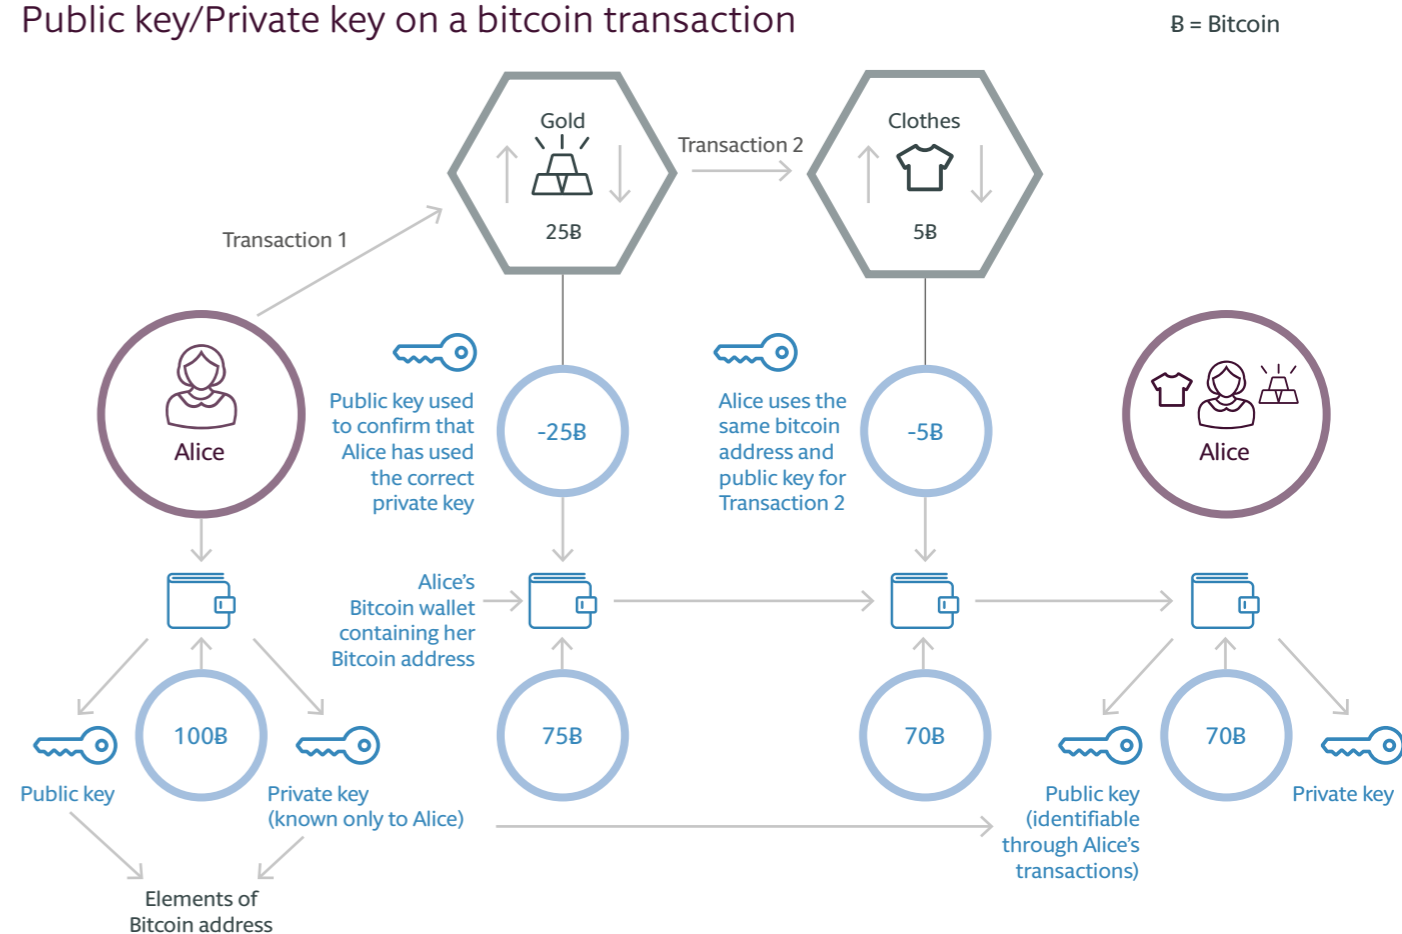 Public key/Private key on a bitcoin transaction
Ƀ = Bitcoin
Gold
25Ƀ
Transaction 2
Clothes
5Ƀ
Transaction 1
Alice
Public key used
to confirm that
Alice has used
the correct
private key
-25Ƀ
Alice uses the
same bitcoin
address and
public key for
Transaction 2
-5Ƀ
Alice
Alice’s
Bitcoin wallet
containing her
Bitcoin address
100Ƀ
75Ƀ
70Ƀ
70Ƀ
Public key
Private key
(known only to Alice)
Public key
(identifiable
through Alice’s
transactions)
Private key
Elements of
Bitcoin address